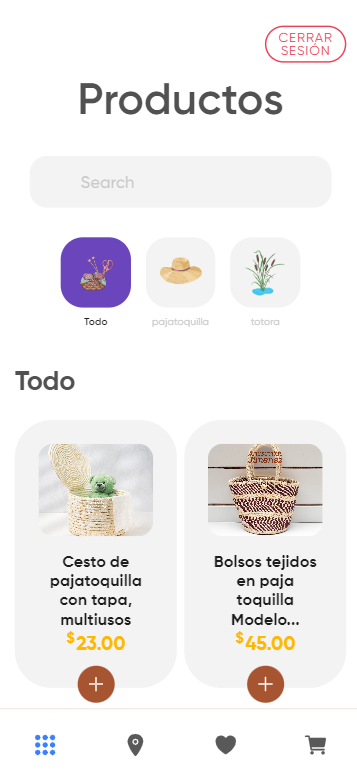 CERRAR
SESIÓN
Productos
Search
Todo
pajatoquilla
totora
Todo
Cesto de
pajatoquilla
con tapa,
multiusos
$23.00
Bolsos tejidos
en paja
toquilla
Modelo...
$45.00